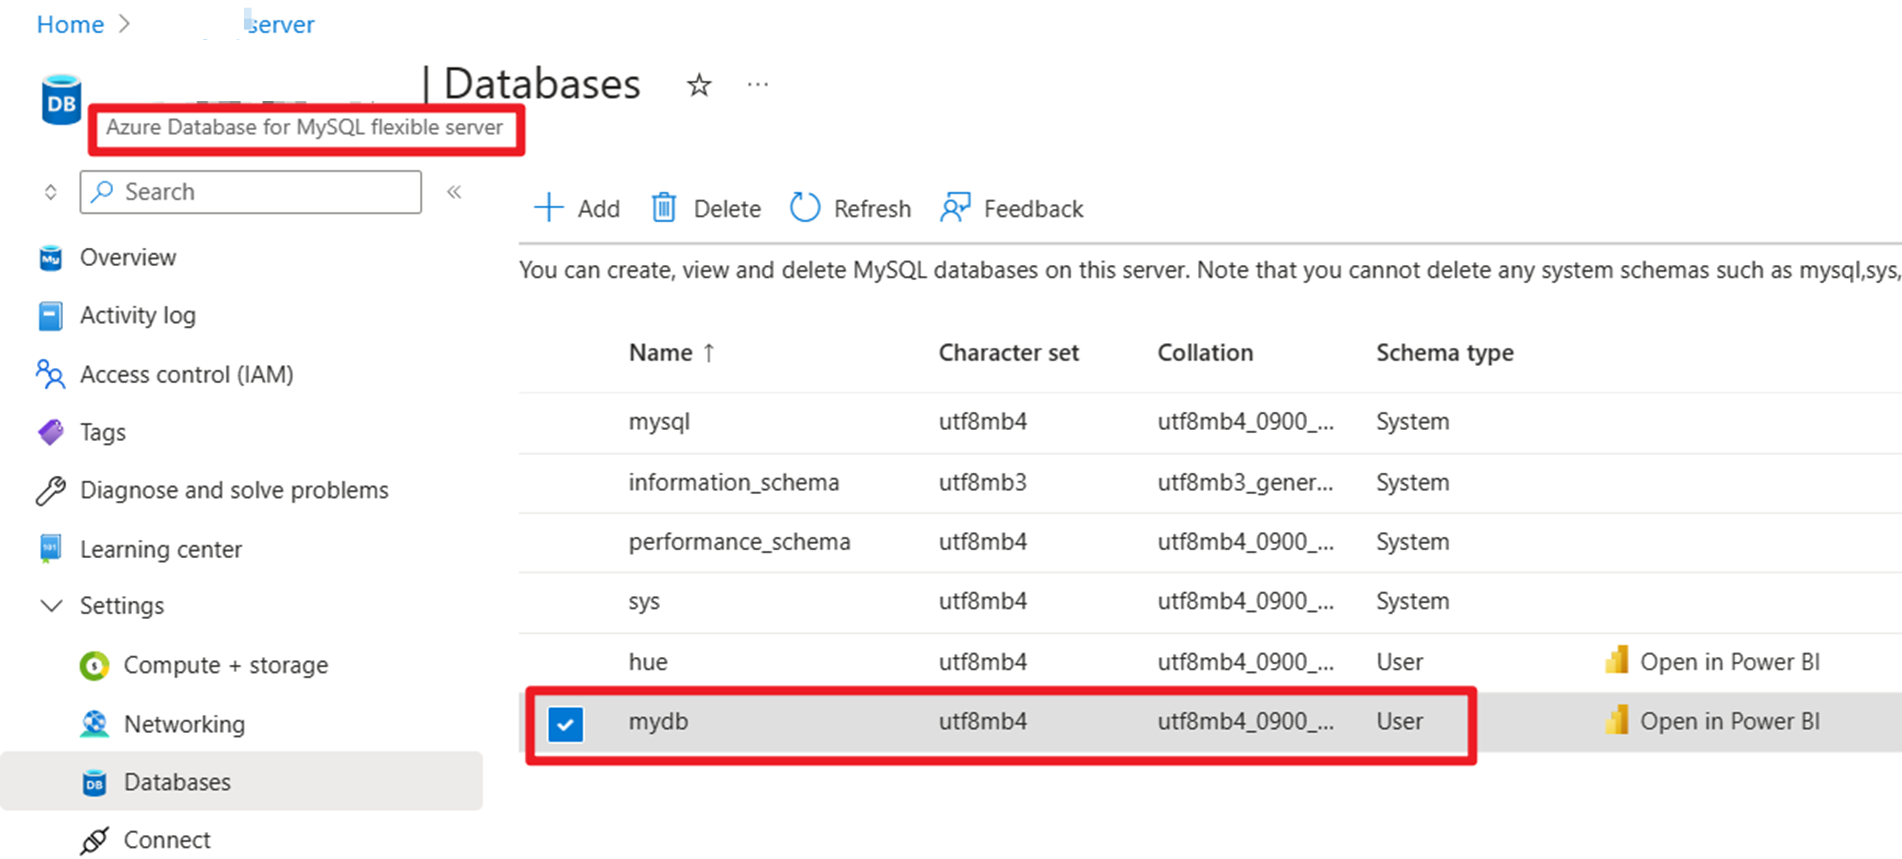 Home > server
| Databases
Azure Database for MySQL flexible server
Search
Overview
Activity log
Access control (IAM)
Tags
Diagnose and solve problems
Learning center
Settings
Compute + storage
Networking
Databases
Connect
Add Delete Refresh Feedback
You can create, view and delete MySQL databases on this server. Note that you cannot delete any system schemas such as mysql,sys,
Name ↑ Character set Collation Schema type
mysql utf8mb4 utf8mb4_0900_... System
information_schema utf8mb3 utf8mb3_gener... System
performance_schema utf8mb4 utf8mb4_0900_... System
sys utf8mb4 utf8mb4_0900_... System
hue utf8mb4 utf8mb4_0900_... User Open in Power BI
mydb utf8mb4 utf8mb4_0900_... User Open in Power BI